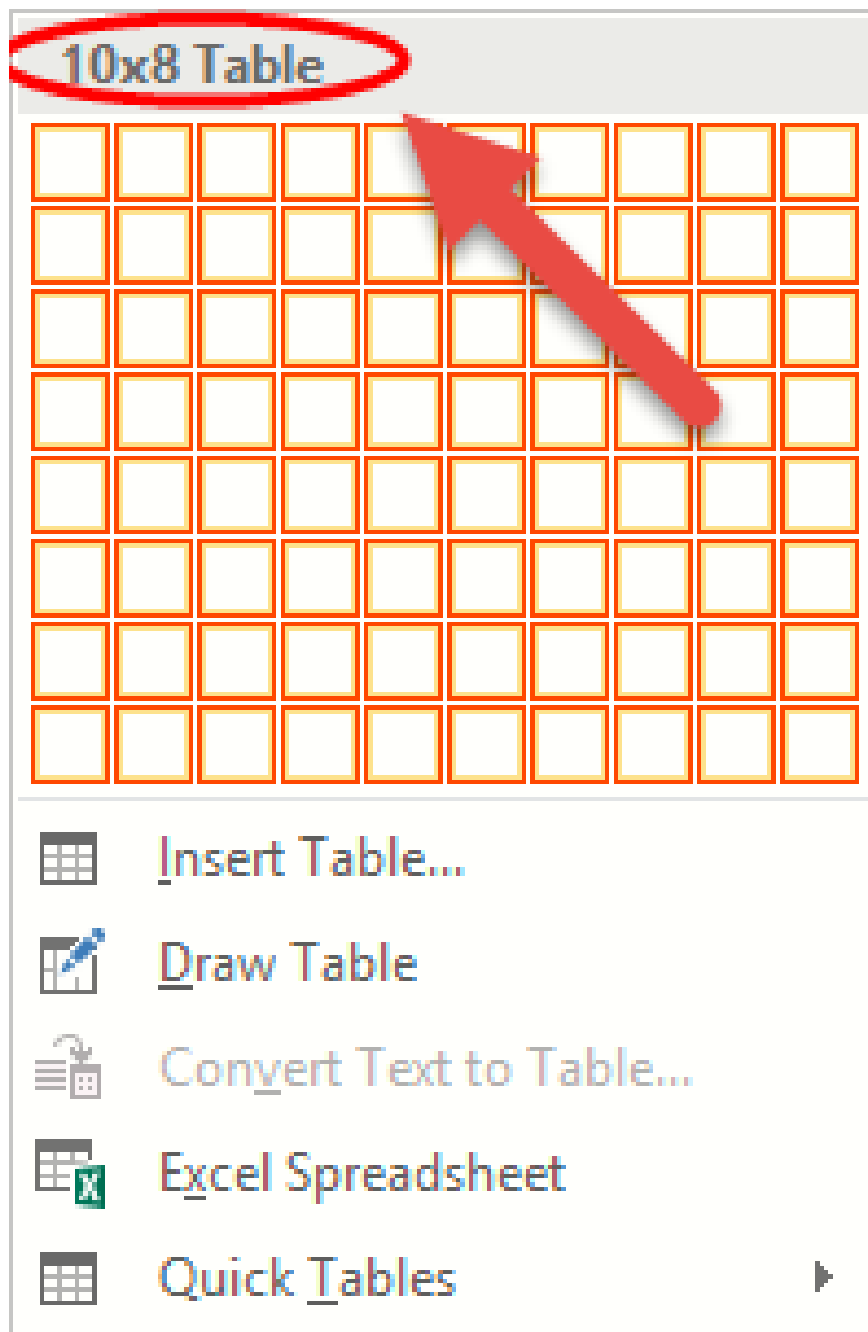 10x8 Table
Insert Table...
Draw Table
Convert Text to Table...
Excel Spreadsheet
Quick Tables